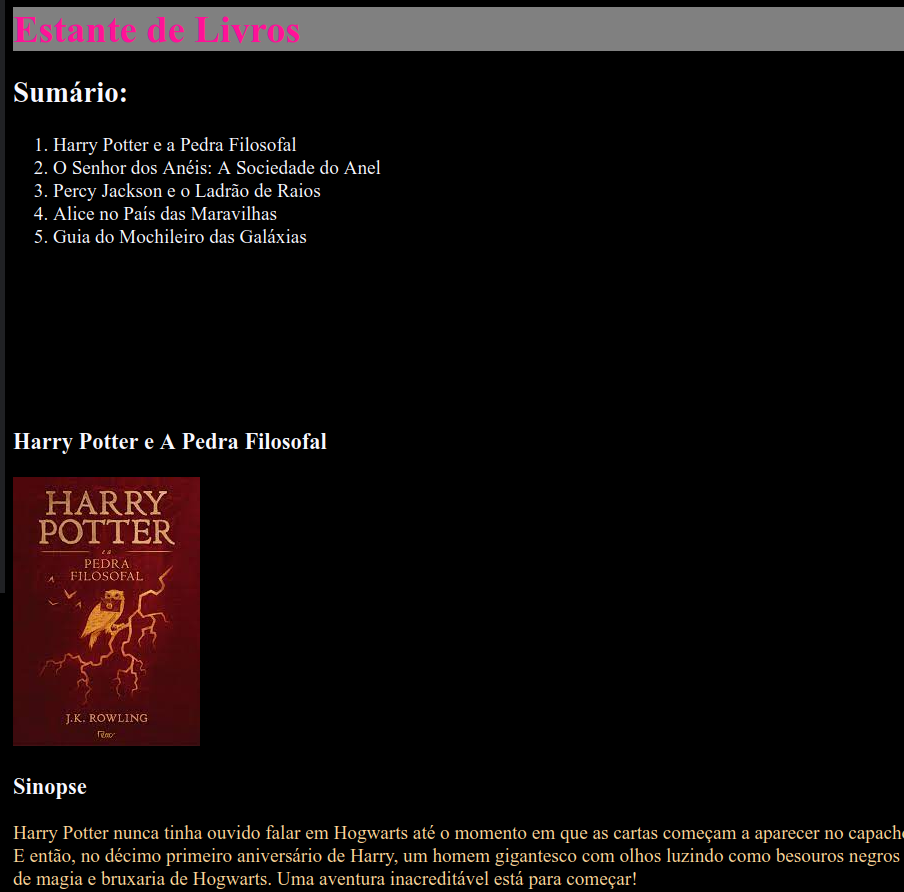 Estante de Livros
Sumário:
1. Harry Potter e a Pedra Filosofal
2. O Senhor dos Anéis: A Sociedade do Anel
3. Percy Jackson e o Ladrão de Raios
4. Alice no País das Maravilhas
5. Guia do Mochileiro das Galáxias
Harry Potter e A Pedra Filosofal
HARRY
POTTER
e a
PEDRA
FILOSOFAL
J.K. ROWLING
Sinopse
Harry Potter nunca tinha ouvido falar em Hogwarts até o momento em que as cartas começam a aparecer no capach
E então, no décimo primeiro aniversário de Harry, um homem gigantesco com olhos luzindo como besouros negros
de magia e bruxaria de Hogwarts. Uma aventura inacreditável está para começar!